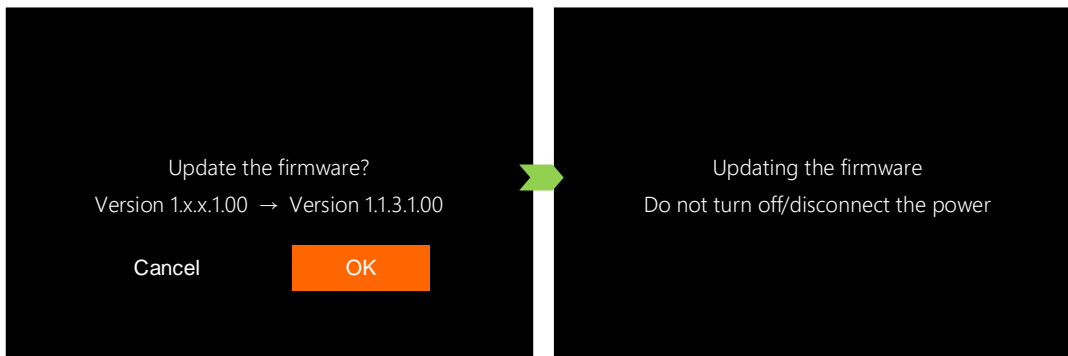 Update the firmware?
Version 1.x.x.1.00 → Version 1.1.3.1.00
Cancel
OK
Updating the firmware
Do not turn off/disconnect the power